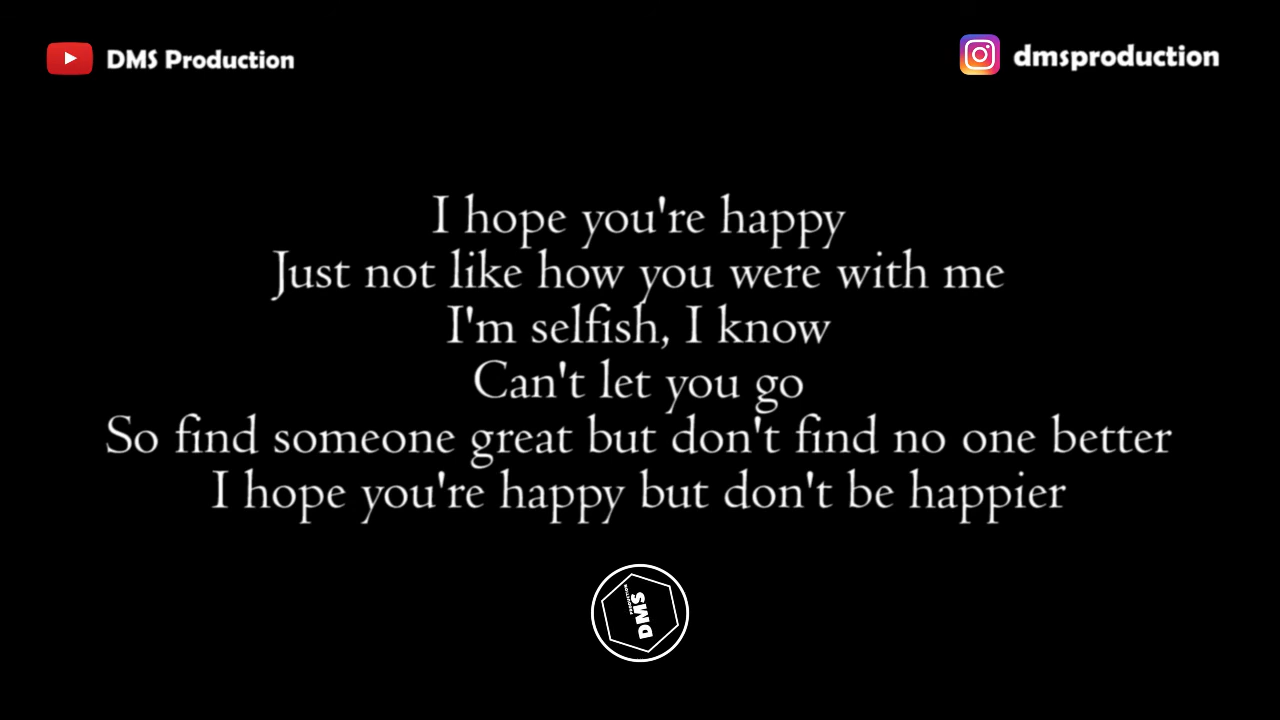 DMS Production
dmsproduction
I hope you're happy
Just not like how you were with me
I'm selfish, I know
Can't let you go
So find someone great but don't find no one better
I hope you're happy but don't be happier
DMS
PRODUCTION